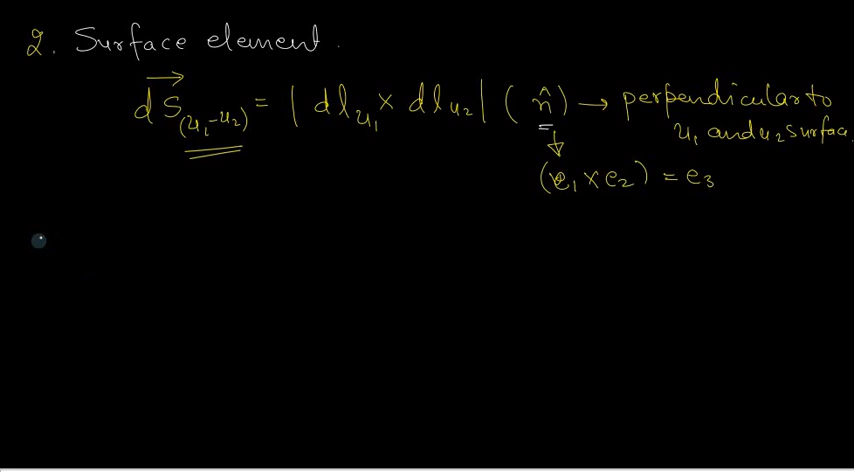 2. Surface element.
dS⃗(u₁-u₂) = | dlu₁ × dlu₂ | ( n̂ ) → perpendicular to
u₁ and u₂ surface.
(e₁ × e₂) = e₃